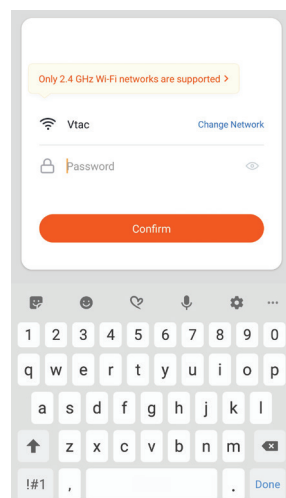 Only 2.4 GHz Wi-Fi networks are supported >
Vtac Change Network
Password
Confirm
1 2 3 4 5 6 7 8 9 0
q w e r t y u i o p
a s d f g h j k l
z x c v b n m
!#1 , . Done